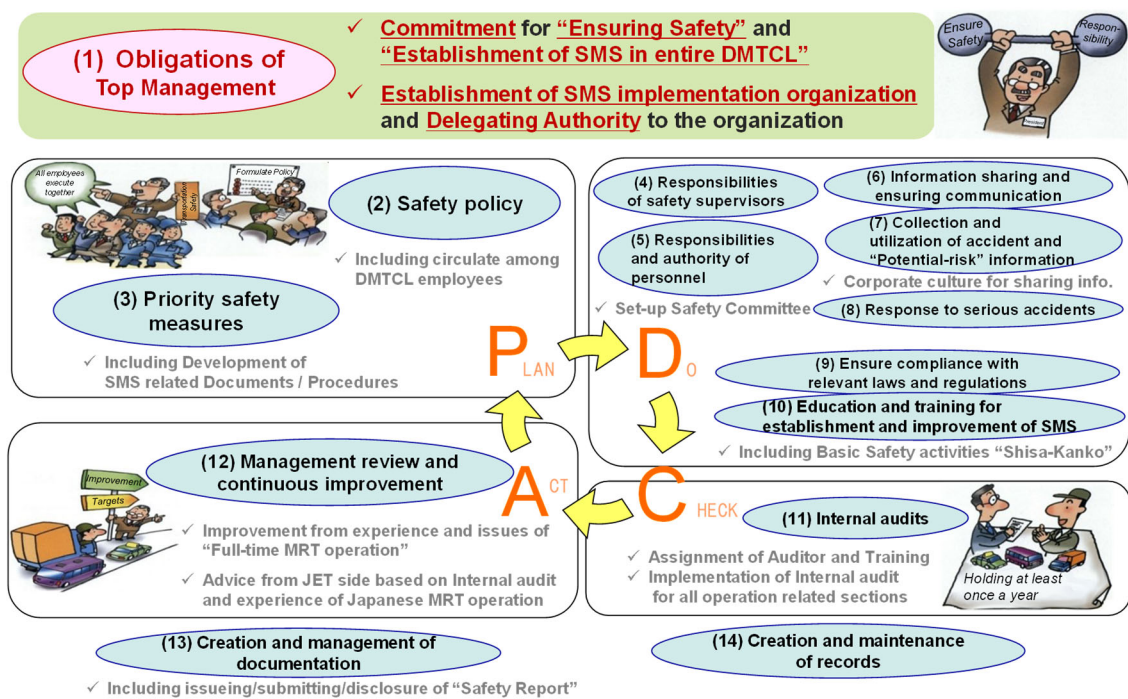 (1) Obligations of
Top Management
✓ Commitment for “Ensuring Safety” and
“Establishment of SMS in entire DMTCL”
✓ Establishment of SMS implementation organization
and Delegating Authority to the organization
Ensure
Safety
Respon-
sibility
All employees
execute
together
Transportation
Safety
Formulate Policy
(2) Safety policy
✓ Including circulate among
DMTCL employees
(3) Priority safety
measures
✓ Including Development of
SMS related Documents / Procedures
PLAN
(4) Responsibilities
of safety supervisors
(5) Responsibilities
and authority of
personnel
✓ Set-up Safety Committee
(6) Information sharing and
ensuring communication
(7) Collection and
utilization of accident and
“Potential-risk” information
✓ Corporate culture for sharing info.
(8) Response to serious accidents
DO
(9) Ensure compliance with
relevant laws and regulations
(10) Education and training for
establishment and improvement of SMS
✓ Including Basic Safety activities “Shisa-Kanko”
CHECK
(11) Internal audits
✓ Assignment of Auditor and Training
✓ Implementation of Internal audit
for all operation related sections
Holding at least
once a year
ACT
(12) Management review and
continuous improvement
Improvement
Targets
✓ Improvement from experience and issues of
“Full-time MRT operation”
✓ Advice from JET side based on Internal audit
and experience of Japanese MRT operation
(13) Creation and management of
documentation
✓ Including issueing/submitting/disclosure of “Safety Report”
(14) Creation and maintenance
of records